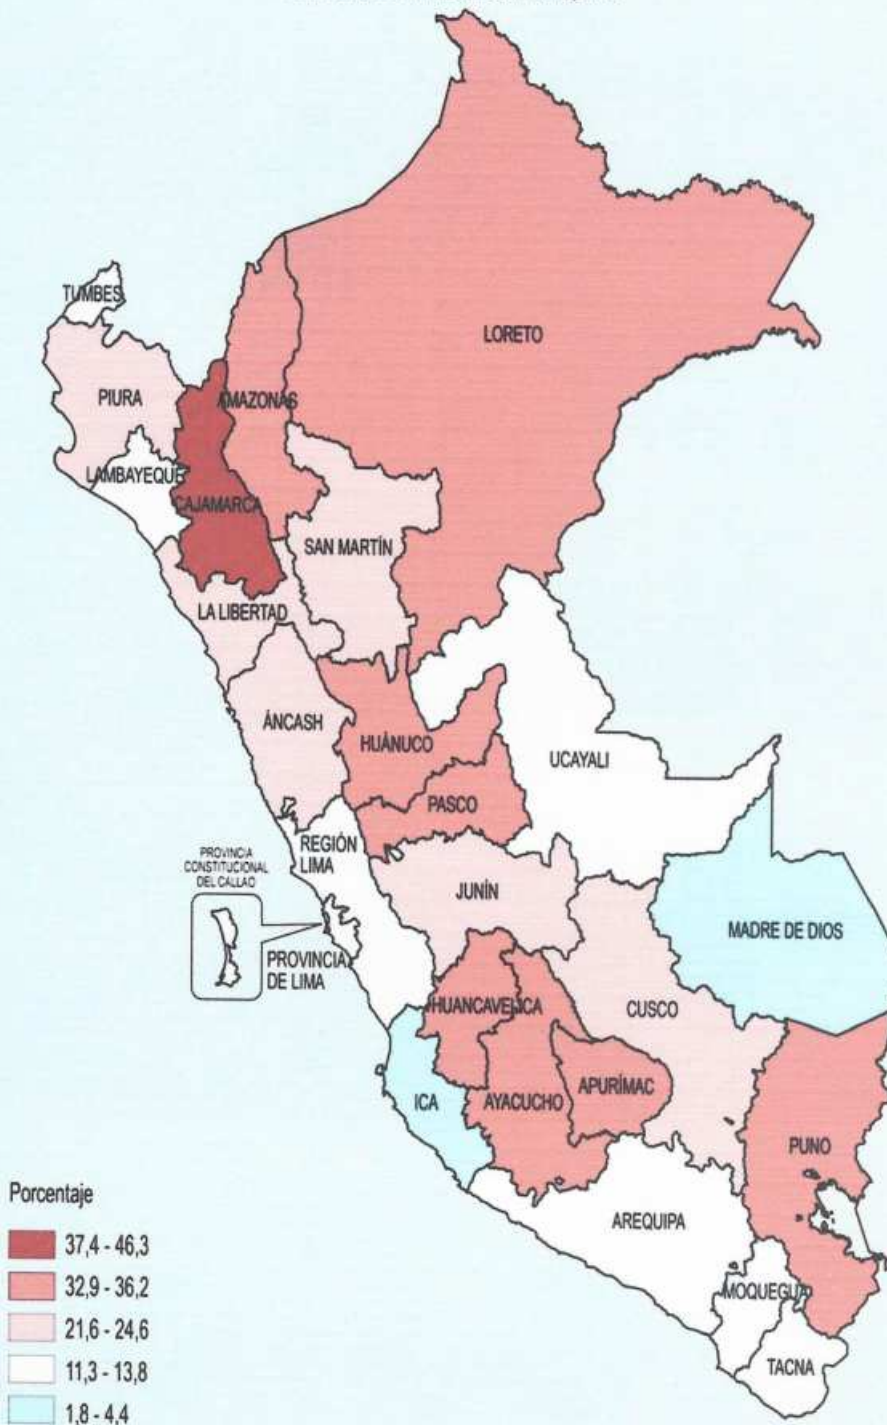 TUMBES
LORETO
PIURA
AMAZONAS
LAMBAYEQUE
CAJAMARCA
SAN MARTÍN
LA LIBERTAD
ÁNCASH
HUÁNUCO
UCAYALI
PASCO
REGIÓN
LIMA
PROVINCIA
CONSTITUCIONAL
DEL CALLAO
JUNÍN
MADRE DE DIOS
PROVINCIA
DE LIMA
HUANCAVELICA
CUSCO
ICA
AYACUCHO
APURÍMAC
PUNO
AREQUIPA
MOQUEGUA
TACNA
Porcentaje
37,4 - 46,3
32,9 - 36,2
21,6 - 24,6
11,3 - 13,8
1,8 - 4,4